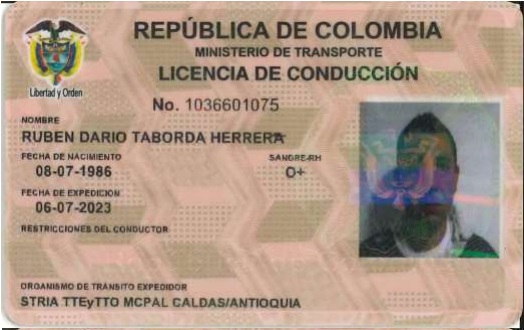 REPÚBLICA DE COLOMBIA
MINISTERIO DE TRANSPORTE
LICENCIA DE CONDUCCIÓN
Libertad y Orden
No. 1036601075
NOMBRE
RUBEN DARIO TABORDA HERRERA
FECHA DE NACIMIENTO
08-07-1986
SANGRE-RH
O+
FECHA DE EXPEDICION
06-07-2023
RESTRICCIONES DEL CONDUCTOR
ORGANISMO DE TRÁNSITO EXPEDIDOR
STRIA TTEyTTO MCPAL CALDAS/ANTIOQUIA